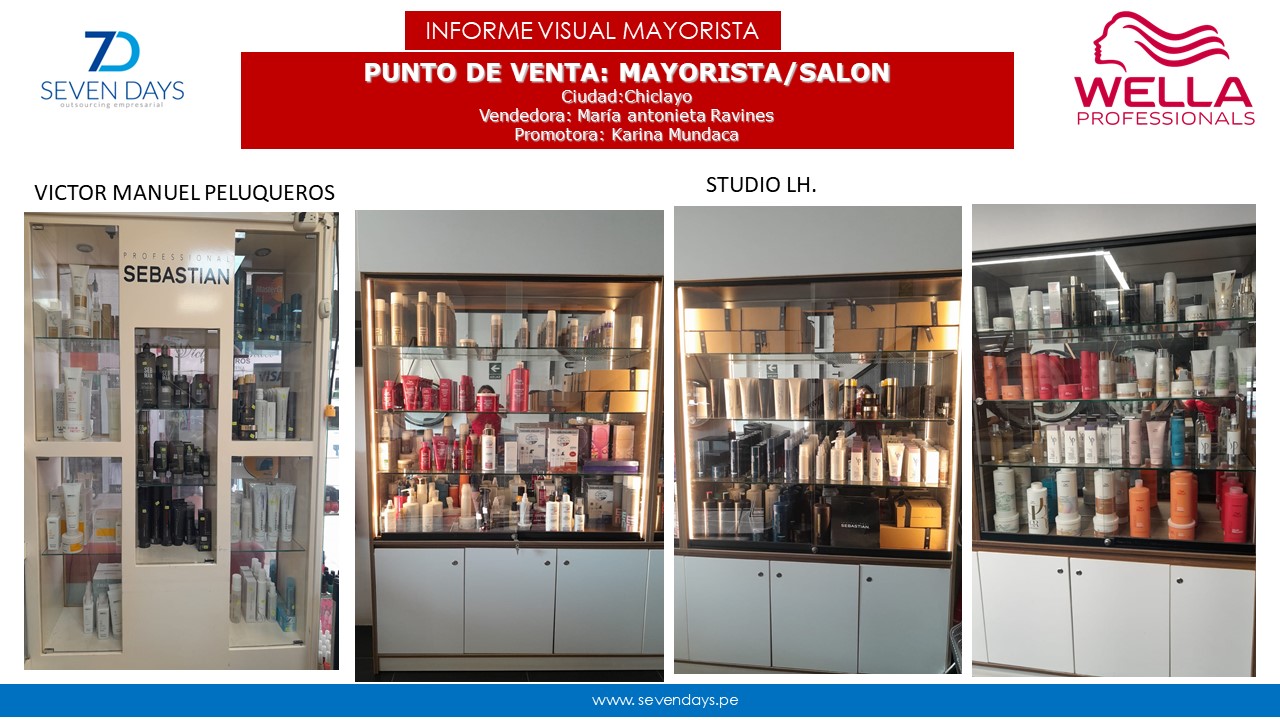 INFORME VISUAL MAYORISTA
7D
SEVEN DAYS
outsourcing empresarial
PUNTO DE VENTA: MAYORISTA/SALON
Ciudad:Chiclayo
Vendedora: María antonieta Ravines
Promotora: Karina Mundaca
WELLA
PROFESSIONALS
VICTOR MANUEL PELUQUEROS
STUDIO LH.
PROFESSIONAL
SEBASTIAN
VISA
SEBASTIAN
www. sevendays.pe